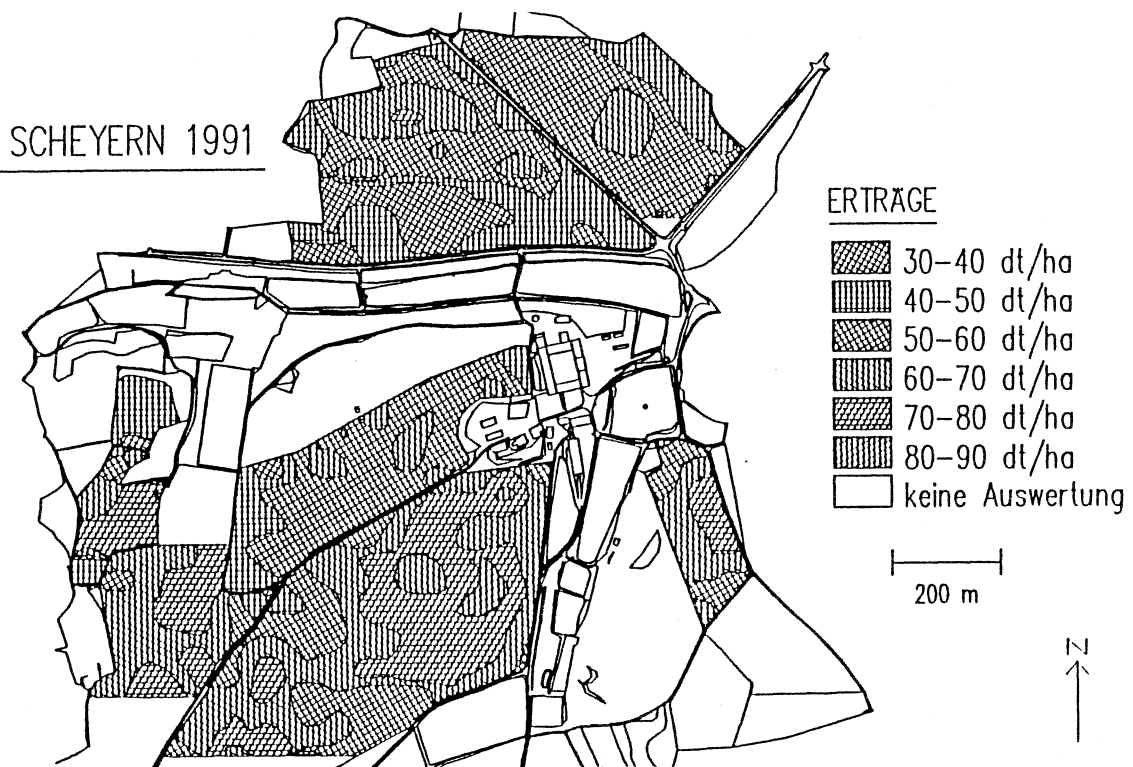 SCHEYERN 1991
ERTRÄGE
30-40 dt/ha
40-50 dt/ha
50-60 dt/ha
60-70 dt/ha
70-80 dt/ha
80-90 dt/ha
keine Auswertung
200 m
N